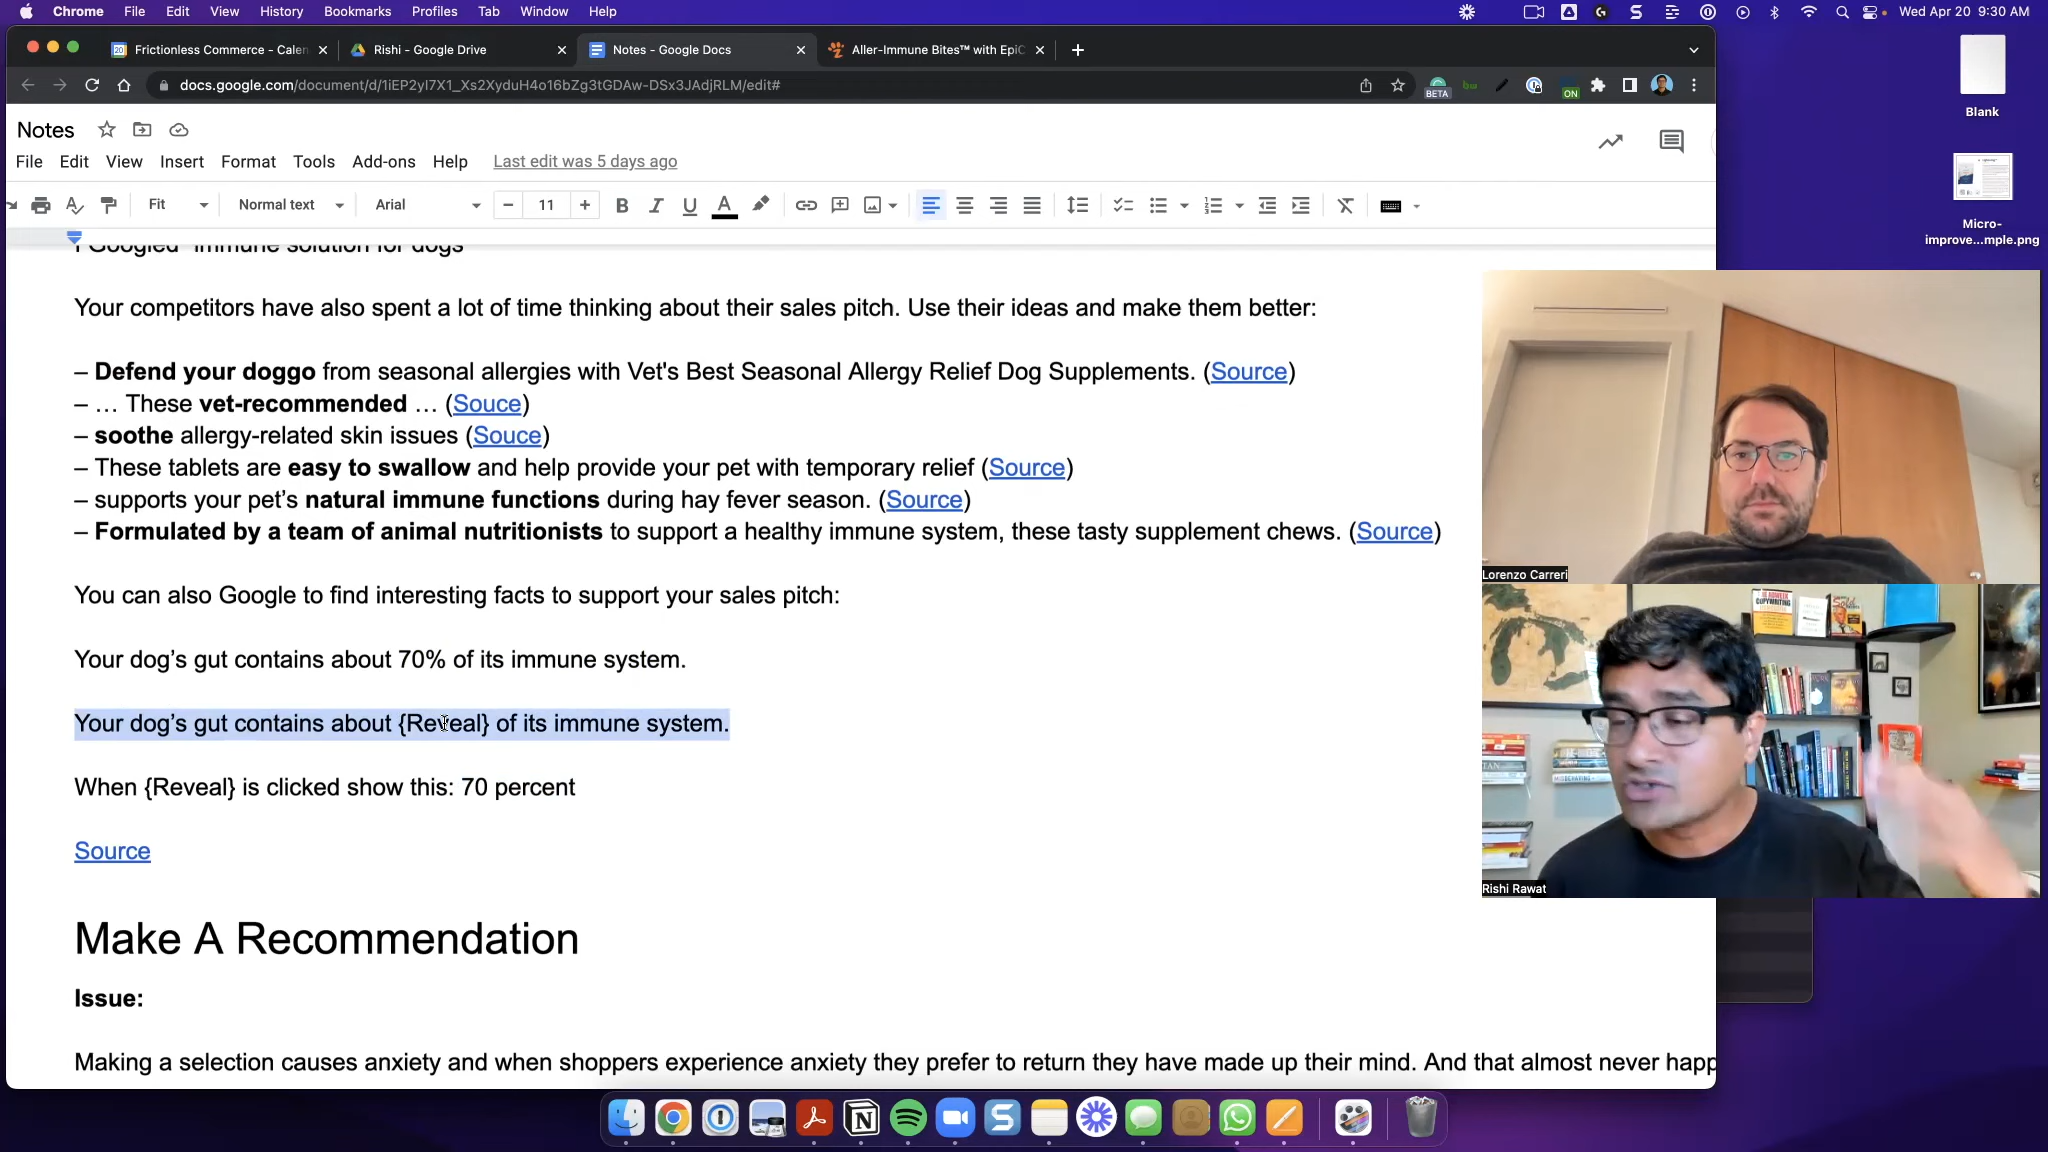 Chrome File Edit View History Bookmarks Profiles Tab Window Help Wed Apr 20 9:30 AM
Frictionless Commerce - Calen Rishi - Google Drive Notes - Google Docs Aller-Immune Bites™ with EpiC
docs.google.com/document/d/1iEP2yI7X1_Xs2XyduH4o16bZg3tGDAw-DSx3JAdjRLM/edit#
BETA
ON
Blank
Notes
File Edit View Insert Format Tools Add-ons Help Last edit was 5 days ago
Fit Normal text Arial 11
Micro-
improve...mple.png
I Googled "immune solution for dogs
Your competitors have also spent a lot of time thinking about their sales pitch. Use their ideas and make them better:
– Defend your doggo from seasonal allergies with Vet's Best Seasonal Allergy Relief Dog Supplements. (Source)
– … These vet-recommended … (Souce)
– soothe allergy-related skin issues (Souce)
– These tablets are easy to swallow and help provide your pet with temporary relief (Source)
– supports your pet's natural immune functions during hay fever season. (Source)
– Formulated by a team of animal nutritionists to support a healthy immune system, these tasty supplement chews. (Source)
Lorenzo Carreri
You can also Google to find interesting facts to support your sales pitch:
Your dog's gut contains about 70% of its immune system.
Your dog's gut contains about {Reveal} of its immune system.
When {Reveal} is clicked show this: 70 percent
Source
Rishi Rawat
Make A Recommendation
Issue:
Making a selection causes anxiety and when shoppers experience anxiety they prefer to return they have made up their mind. And that almost never happ